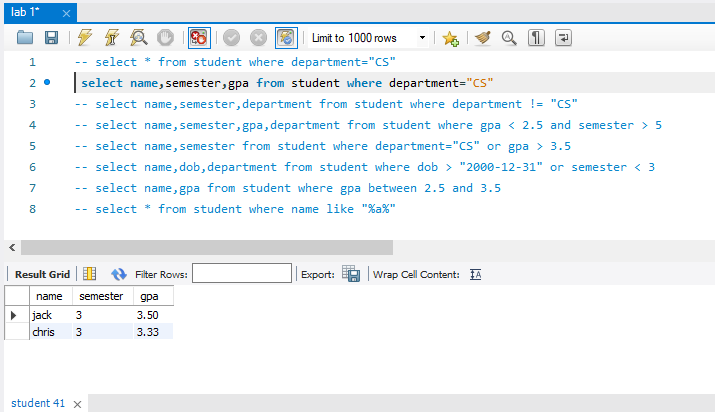 lab 1*
Limit to 1000 rows
1 -- select * from student where department="CS"
2 select name,semester,gpa from student where department="CS"
3 -- select name,semester,department from student where department != "CS"
4 -- select name,semester,gpa,department from student where gpa < 2.5 and semester > 5
5 -- select name,semester from student where department="CS" or gpa > 3.5
6 -- select name,dob,department from student where dob > "2000-12-31" or semester < 3
7 -- select name,gpa from student where gpa between 2.5 and 3.5
8 -- select * from student where name like "%a%"
Result Grid Filter Rows: Export: Wrap Cell Content: IA
name semester gpa
jack 3 3.50
chris 3 3.33
student 41